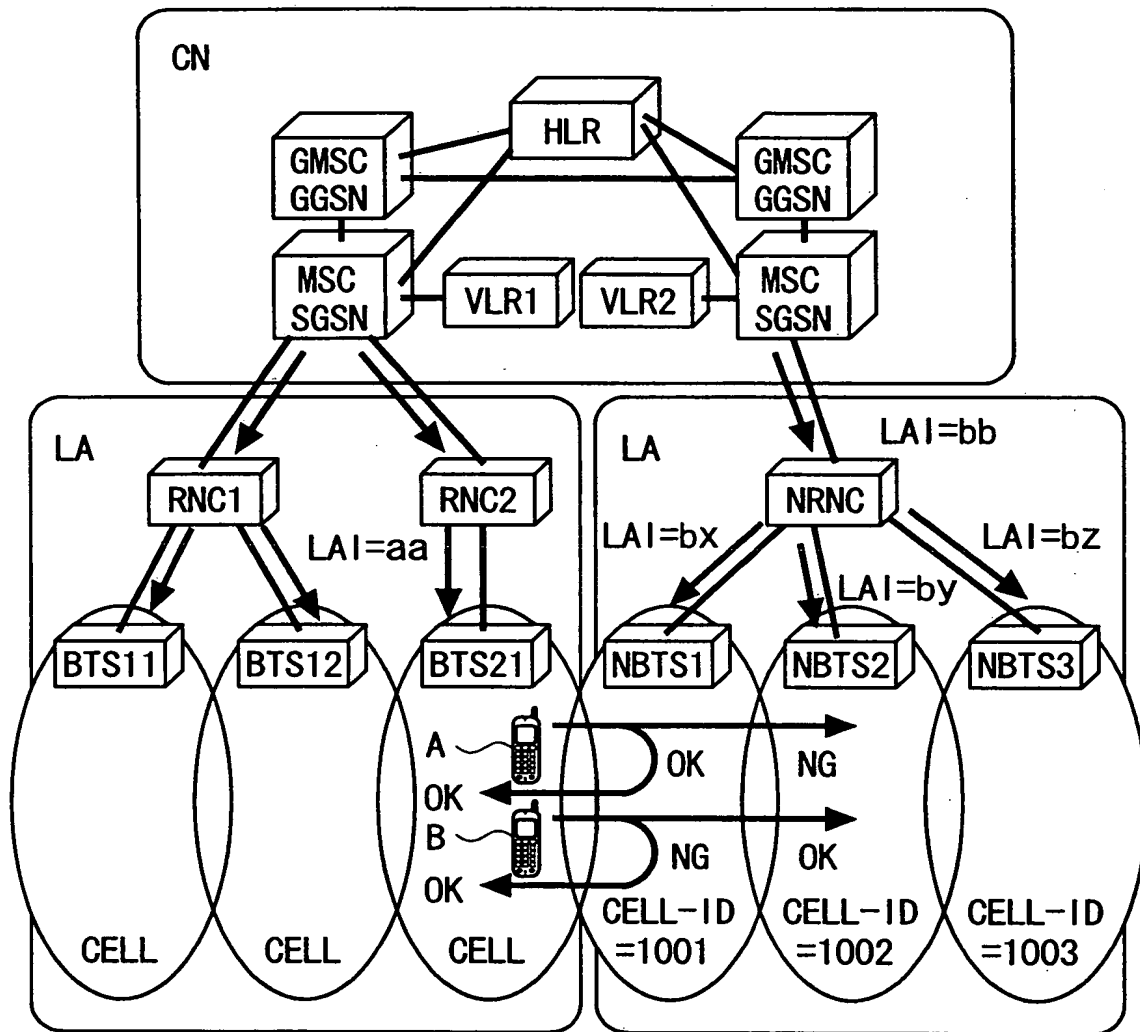 CN
HLR
GMSC
GGSN
GMSC
GGSN
MSC
SGSN
VLR1
VLR2
MSC
SGSN
LA
LA
LAI=bb
RNC1
RNC2
NRNC
LAI=aa
LAI=bx
LAI=bz
LAI=by
BTS11
BTS12
BTS21
NBTS1
NBTS2
NBTS3
A
OK
NG
OK
B
NG
OK
OK
CELL
CELL
CELL
CELL-ID
=1001
CELL-ID
=1002
CELL-ID
=1003